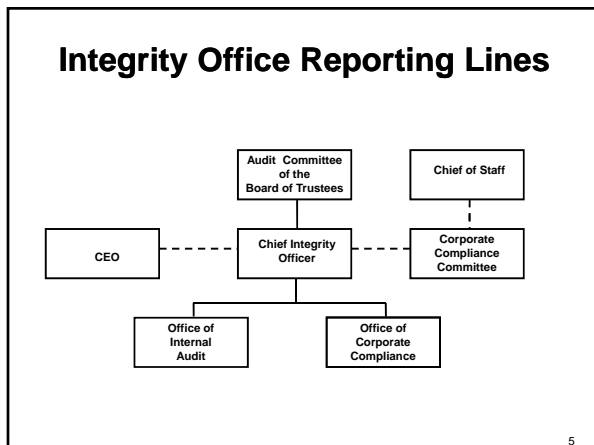 Integrity Office Reporting Lines
Audit Committee
of the
Board of Trustees
Chief of Staff
CEO
Chief Integrity
Officer
Corporate
Compliance
Committee
Office of
Internal
Audit
Office of
Corporate
Compliance
5